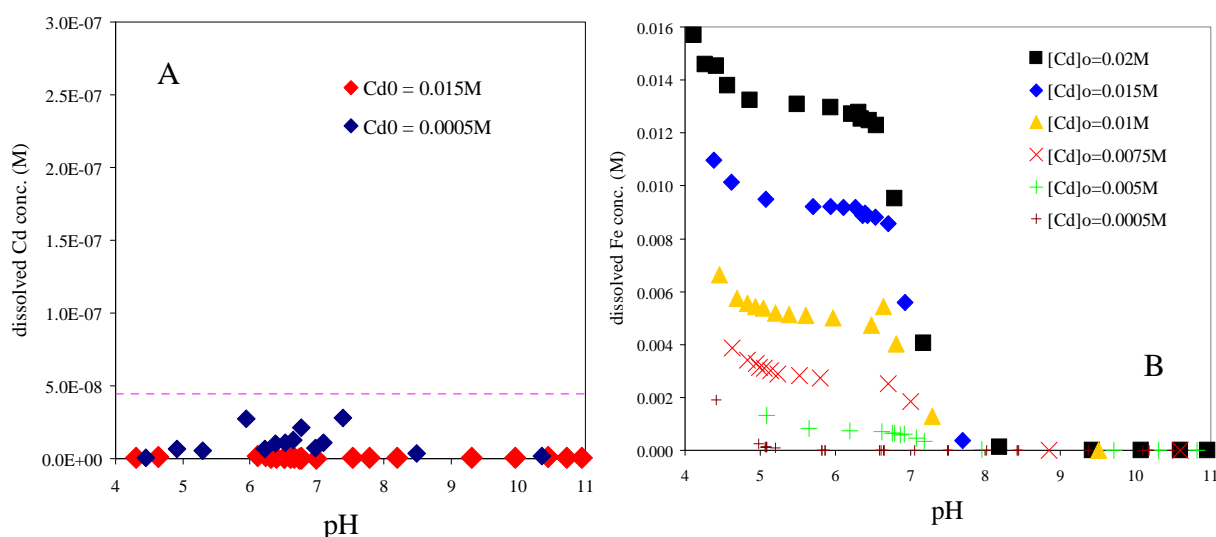 A
Cd0 = 0.015M
Cd0 = 0.0005M
dissolved Cd conc. (M)
3.0E-07
2.5E-07
2.0E-07
1.5E-07
1.0E-07
5.0E-08
0.0E+00
4 5 6 7 8 9 10 11
pH
B
[Cd]o=0.02M
[Cd]o=0.015M
[Cd]o=0.01M
[Cd]o=0.0075M
[Cd]o=0.005M
[Cd]o=0.0005M
dissolved Fe conc. (M)
0.016
0.014
0.012
0.010
0.008
0.006
0.004
0.002
0.000
4 5 6 7 8 9 10 11
pH